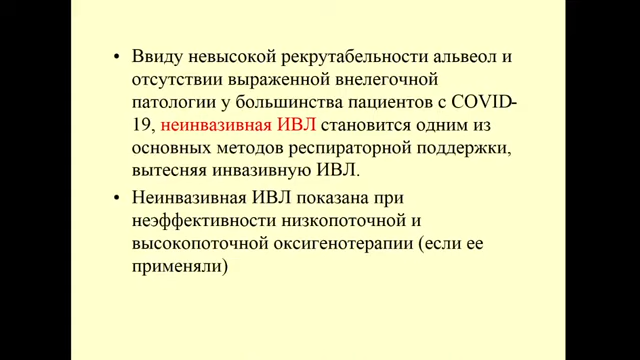 • Ввиду невысокой рекрутабельности альвеол и
отсутствии выраженной внелегочной
патологии у большинства пациентов с COVID-
19, неинвазивная ИВЛ становится одним из
основных методов респираторной поддержки,
вытесняя инвазивную ИВЛ.
• Неинвазивная ИВЛ показана при
неэффективности низкопоточной и
высокопоточной оксигенотерапии (если ее
применяли)